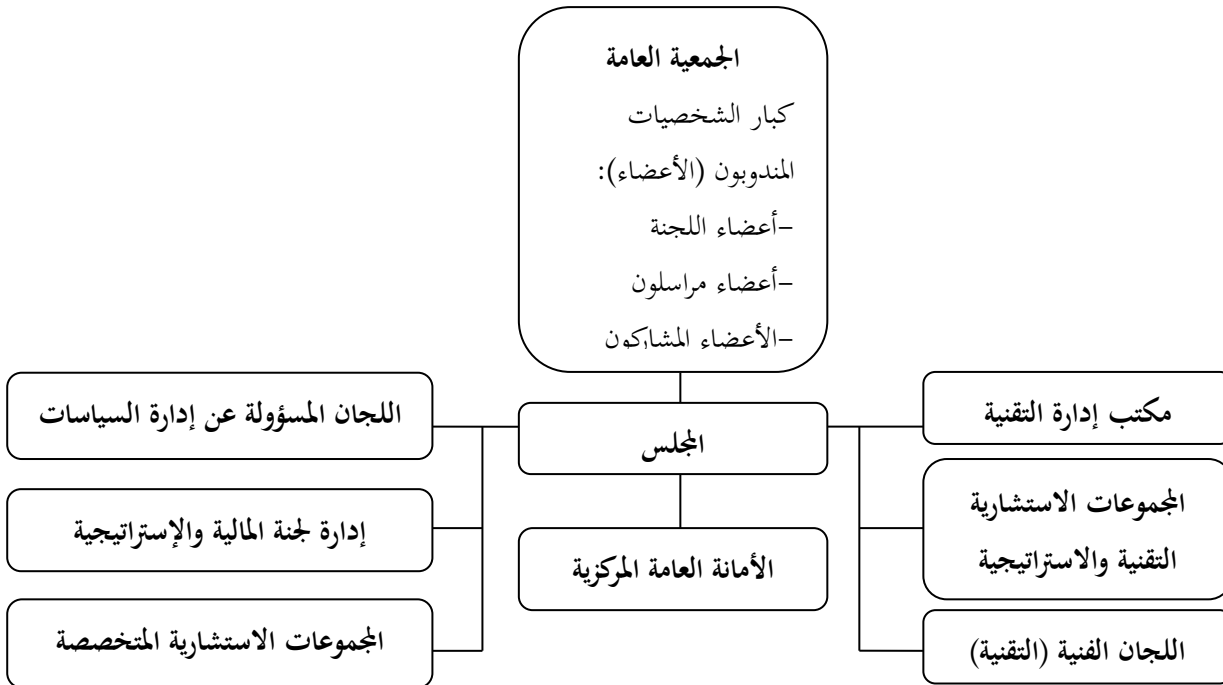 الجمعية العامة
كبار الشخصيات
المندوبون (الأعضاء):
–أعضاء اللجنة
–أعضاء مراسلون
–الأعضاء المشاركون
مكتب إدارة التقنية
المجلس
اللجان المسؤولة عن إدارة السياسات
المجموعات الاستشارية
التقنية والاستراتيجية
إدارة لجنة المالية والإستراتيجية
الأمانة العامة المركزية
اللجان الفنية (التقنية)
المجموعات الاستشارية المتخصصة